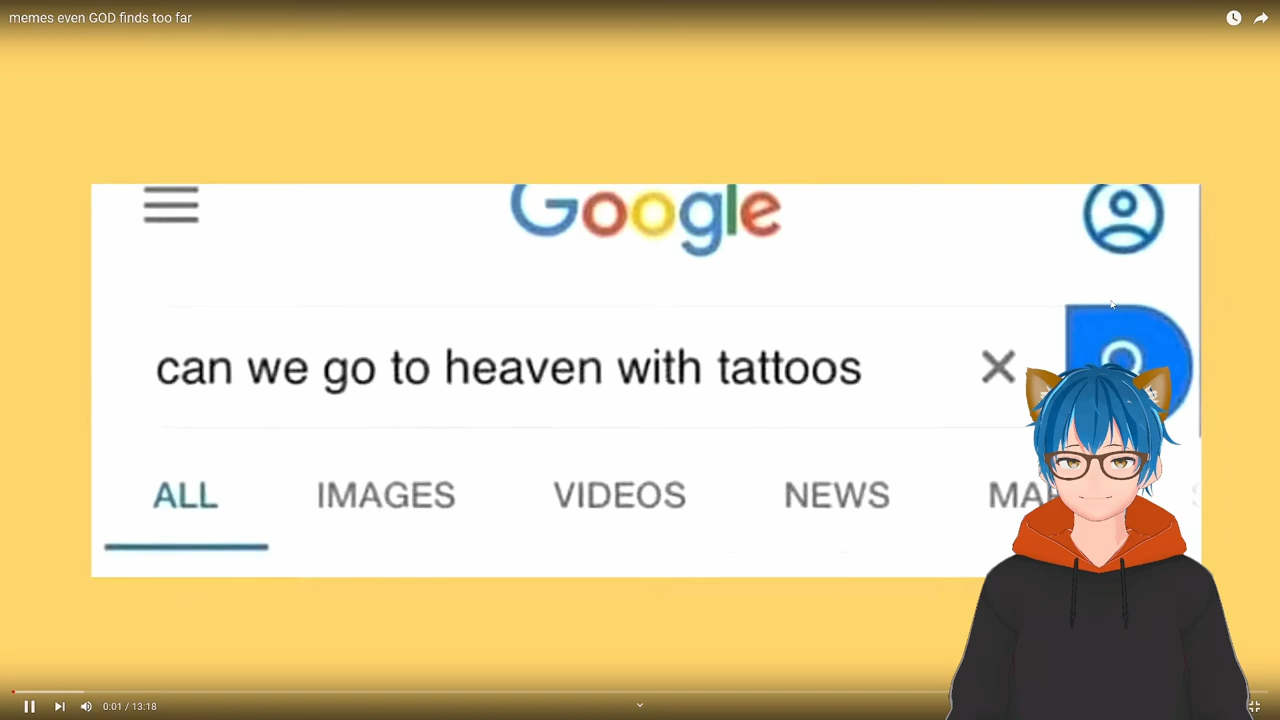 memes even GOD finds too far
Google
can we go to heaven with tattoos
ALL IMAGES VIDEOS NEWS
0:01 / 13:18